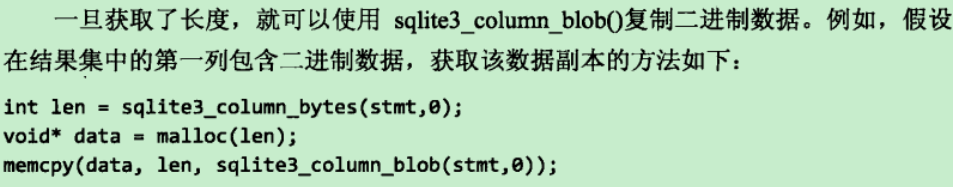 一旦获取了长度，就可以使用 sqlite3_column_blob()复制二进制数据。例如，假设
在结果集中的第一列包含二进制数据，获取该数据副本的方法如下：
int len = sqlite3_column_bytes(stmt,0);
void* data = malloc(len);
memcpy(data, len, sqlite3_column_blob(stmt,0));